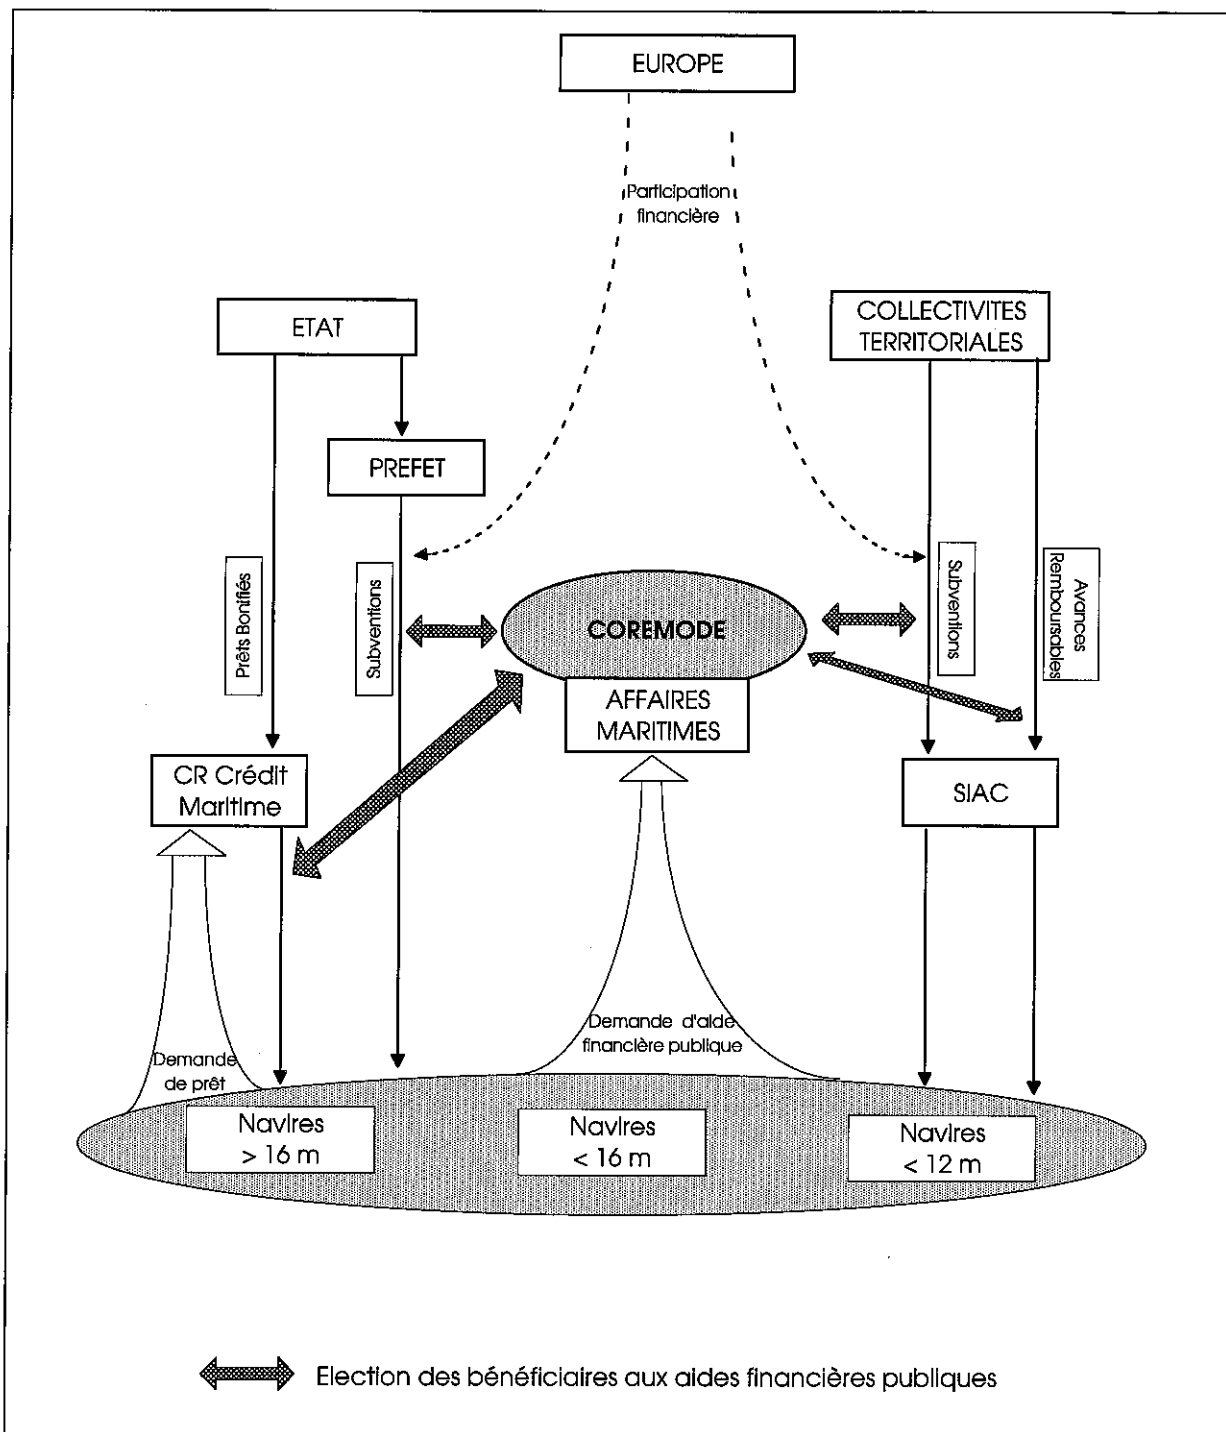 EUROPE
Participation
financière
ETAT
COLLECTIVITES
TERRITORIALES
PREFET
Prêts Bonifiés
Subventions
COREMODE
Subventions
Avances
Remboursables
AFFAIRES
MARITIMES
CR Crédit
Maritime
SIAC
Demande d'aide
financière publique
Demande
de prêt
Navires
> 16 m
Navires
< 16 m
Navires
< 12 m
Election des bénéficiaires aux aides financières publiques